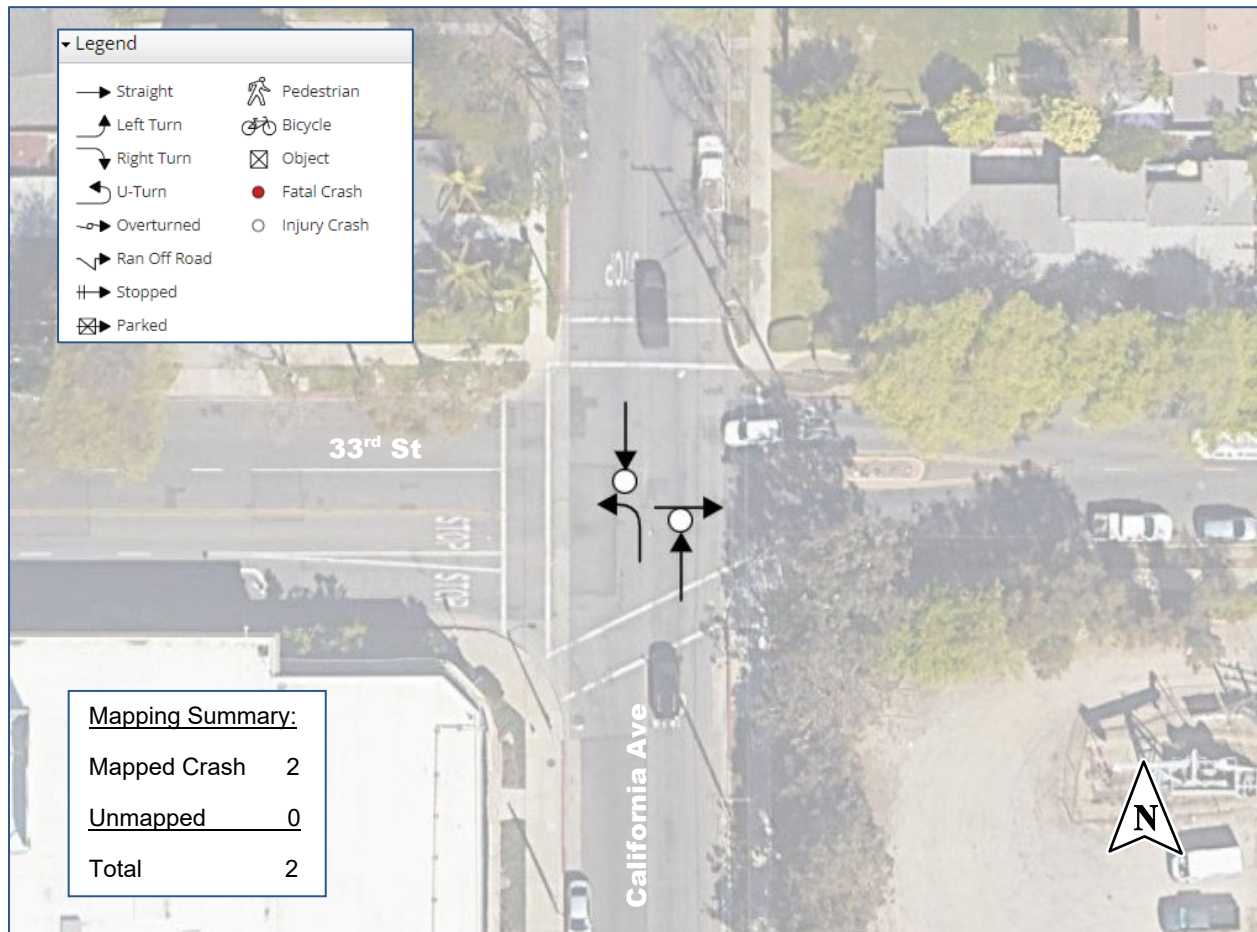 Legend
Straight
Pedestrian
Left Turn
Bicycle
Right Turn
Object
U-Turn
Fatal Crash
Overturned
Injury Crash
Ran Off Road
Stopped
Parked
STOP
33rd St
STOP
STOP
Mapping Summary:
Mapped Crash 2
Unmapped 0
Total 2
California Ave
N